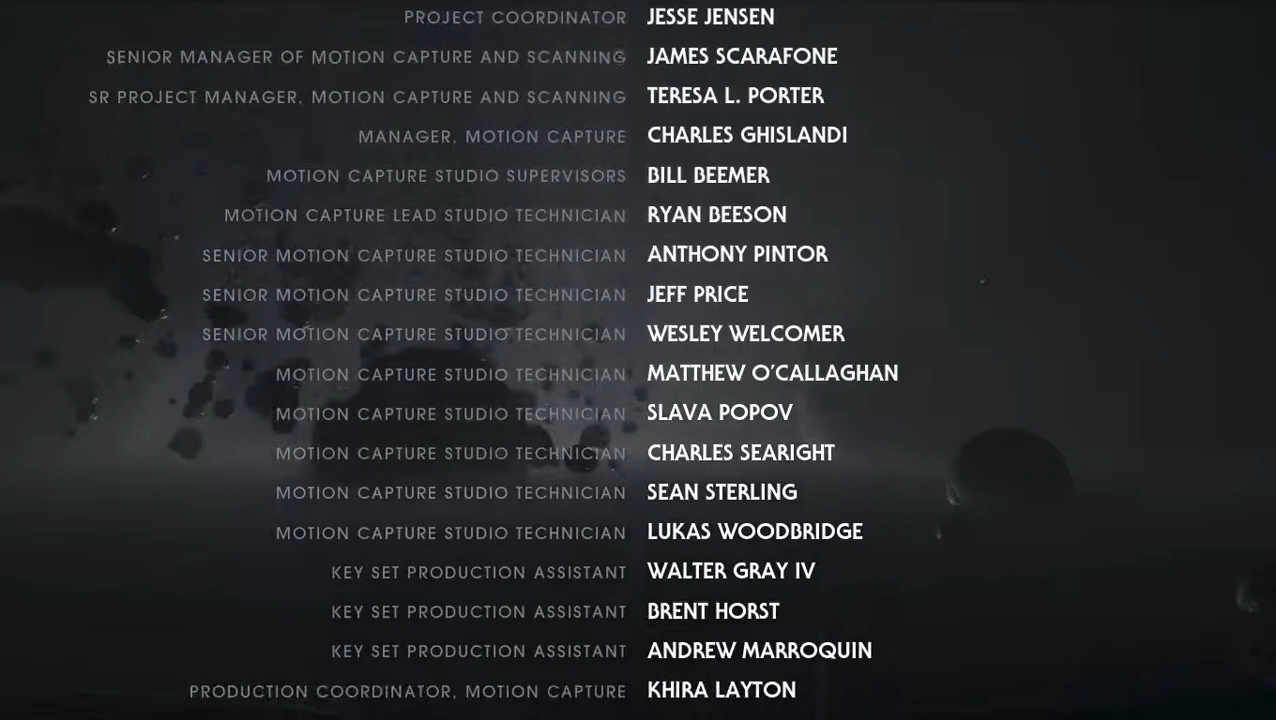 PROJECT COORDINATOR JESSE JENSEN
SENIOR MANAGER OF MOTION CAPTURE AND SCANNING JAMES SCARAFONE
SR PROJECT MANAGER, MOTION CAPTURE AND SCANNING TERESA L. PORTER
MANAGER, MOTION CAPTURE CHARLES GHISLANDI
MOTION CAPTURE STUDIO SUPERVISORS BILL BEEMER
MOTION CAPTURE LEAD STUDIO TECHNICIAN RYAN BEESON
SENIOR MOTION CAPTURE STUDIO TECHNICIAN ANTHONY PINTOR
SENIOR MOTION CAPTURE STUDIO TECHNICIAN JEFF PRICE
SENIOR MOTION CAPTURE STUDIO TECHNICIAN WESLEY WELCOMER
MOTION CAPTURE STUDIO TECHNICIAN MATTHEW O'CALLAGHAN
MOTION CAPTURE STUDIO TECHNICIAN SLAVA POPOV
MOTION CAPTURE STUDIO TECHNICIAN CHARLES SEARIGHT
MOTION CAPTURE STUDIO TECHNICIAN SEAN STERLING
MOTION CAPTURE STUDIO TECHNICIAN LUKAS WOODBRIDGE
KEY SET PRODUCTION ASSISTANT WALTER GRAY IV
KEY SET PRODUCTION ASSISTANT BRENT HORST
KEY SET PRODUCTION ASSISTANT ANDREW MARROQUIN
PRODUCTION COORDINATOR, MOTION CAPTURE KHIRA LAYTON